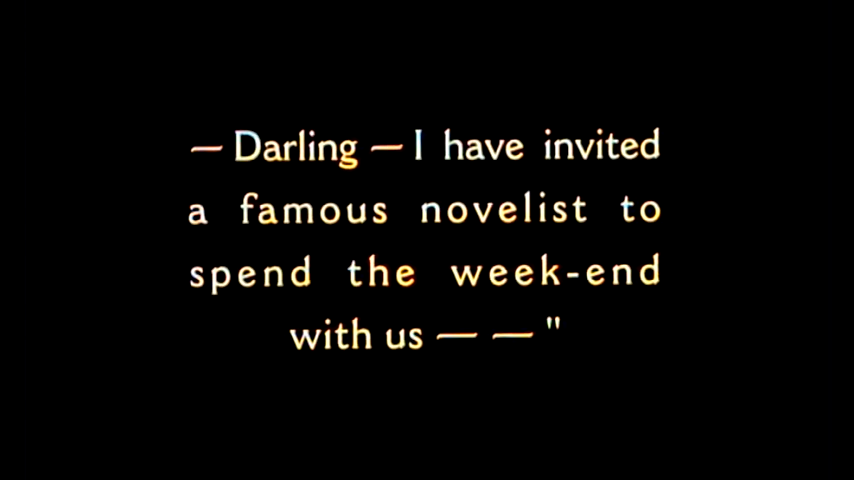 — Darling — I have invited
a famous novelist to
spend the week-end
with us — — "